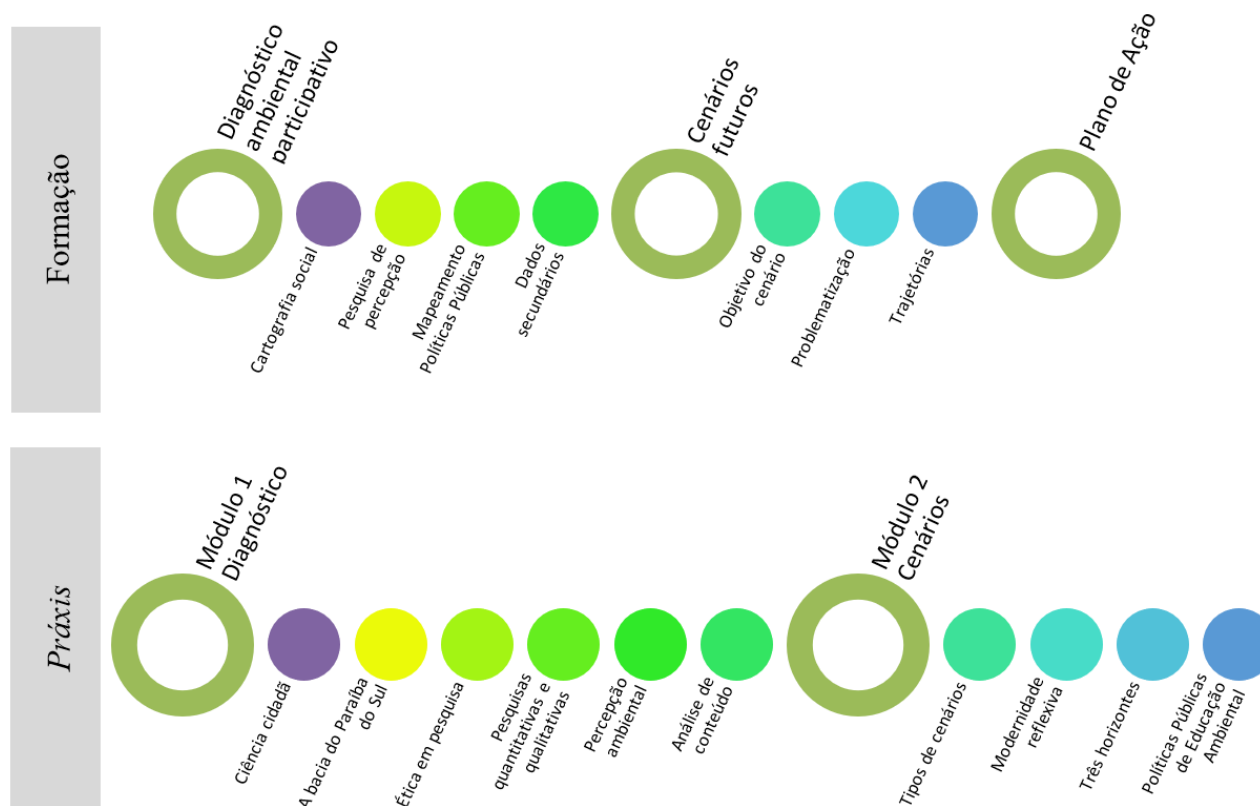 Formação
Diagnóstico
ambiental
participativo
Cartografia social
Pesquisa de
percepção
Mapeamento
Políticas Públicas
Dados
secundários
Cenários
futuros
Objetivo do
cenário
Problematização
Trajetórias
Plano de Ação
Práxis
Módulo 1
Diagnóstico
Ciência cidadã
A bacia do Paraíba
do Sul
Ética em pesquisa
Pesquisas
quantitativas e
qualitativas
Percepção
ambiental
Análise de
conteúdo
Módulo 2
Cenários
Tipos de cenários
Modernidade
reflexiva
Três horizontes
Políticas Públicas
de Educação
Ambiental